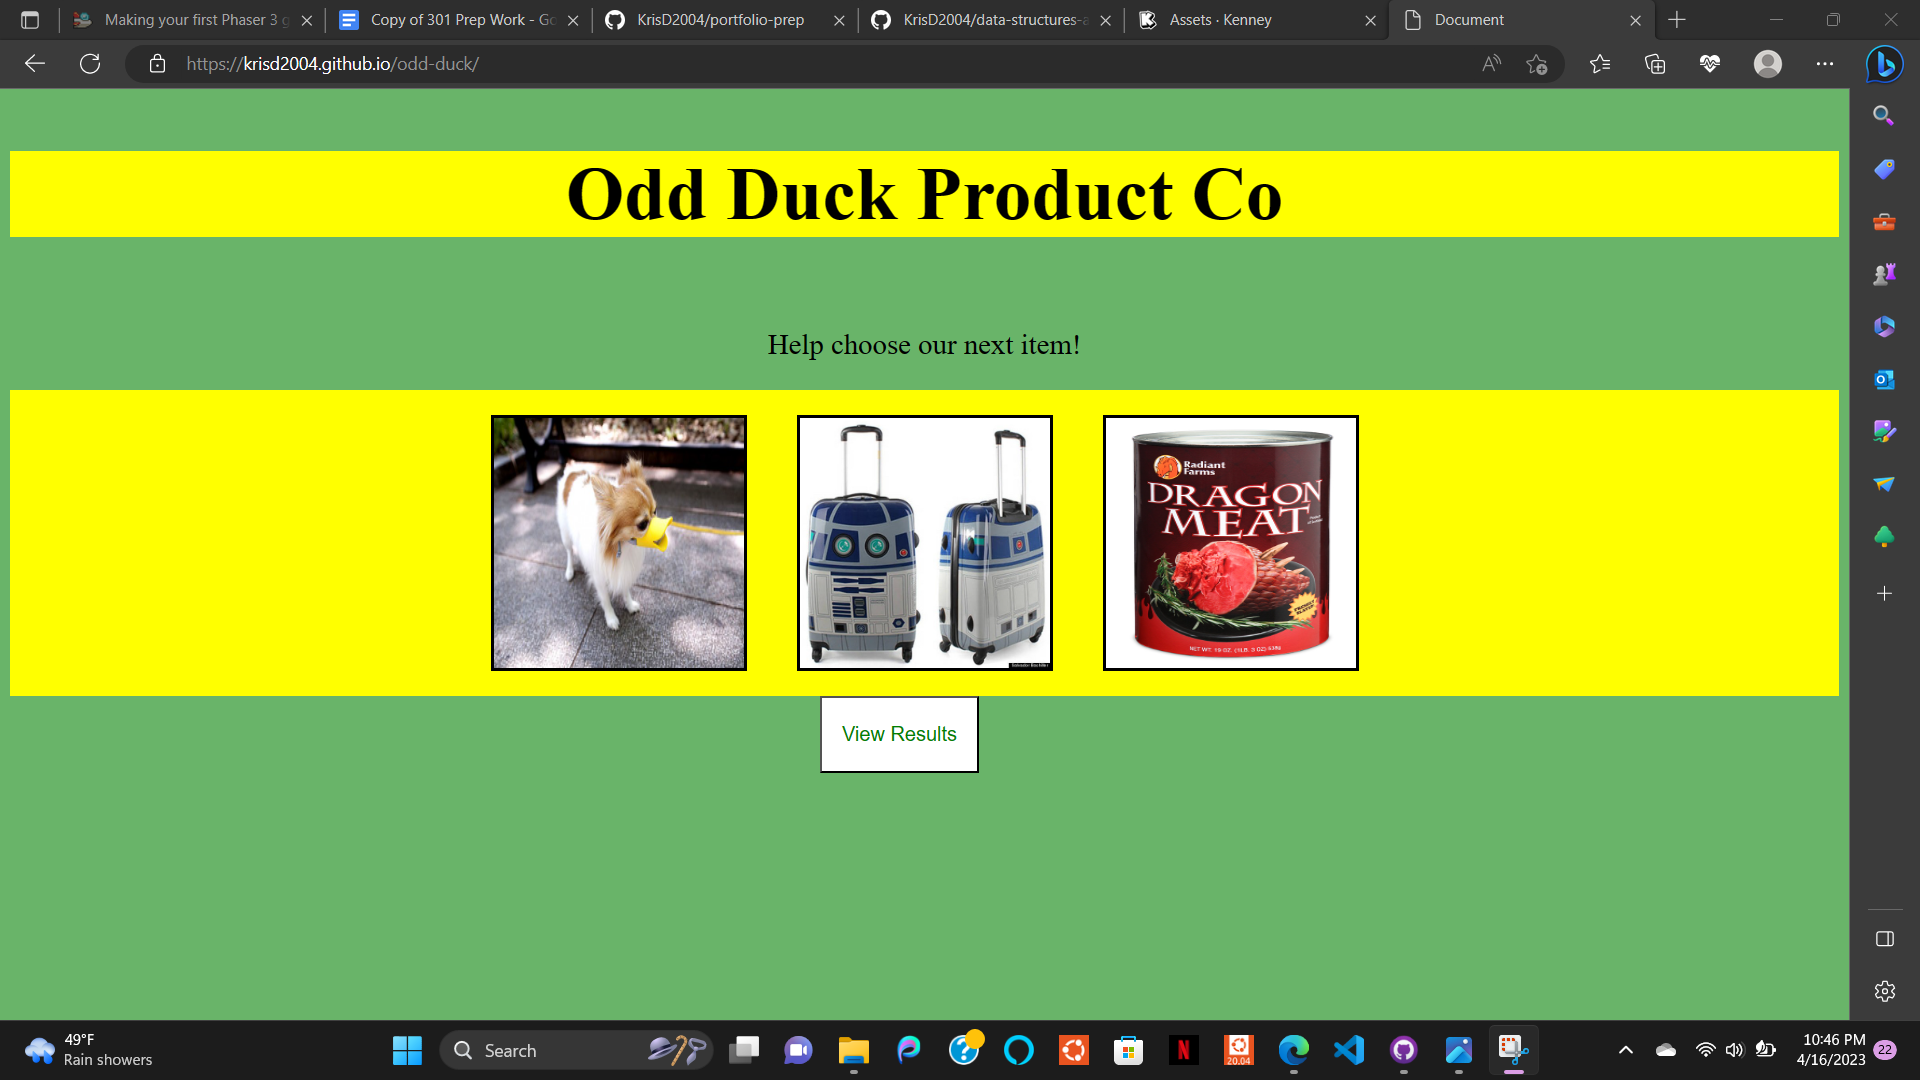 Making your first Phaser 3 g
Copy of 301 Prep Work - Go
KrisD2004/portfolio-prep
KrisD2004/data-structures-a
Assets · Kenney
Document
https://krisd2004.github.io/odd-duck/
Odd Duck Product Co
Help choose our next item!
Radiant
Farms
DRAGON
MEAT
NET WT. 19 OZ. (1LB. 3 OZ) 538g
View Results
49°F
Rain showers
Search
20.04
10:46 PM
4/16/2023
22